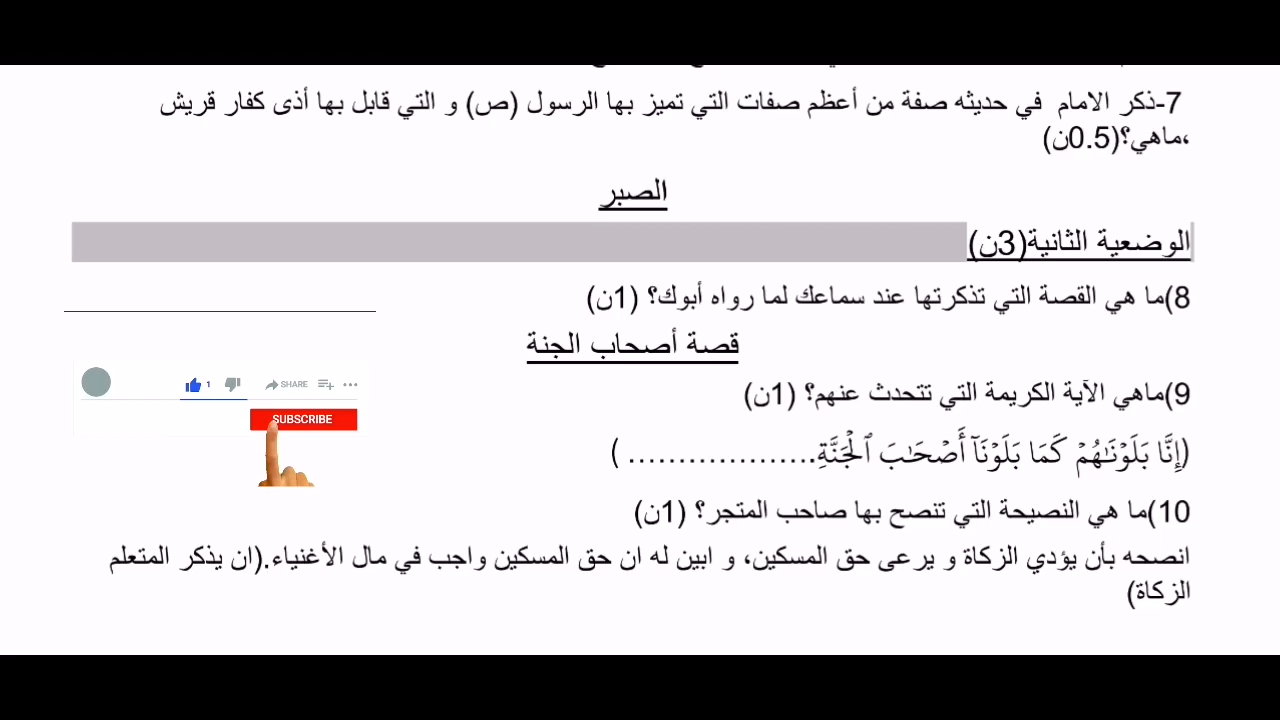 7-ذكر الامام في حديثه صفة من أعظم صفات التي تميز بها الرسول (ص) و التي قابل بها أذى كفار قريش
،ماهي؟(0.5ن)
الصبر
الوضعية الثانية(3ن)
8)ما هي القصة التي تذكرتها عند سماعك لما رواه أبوك؟ (1ن)
قصة أصحاب الجنة
1 SHARE
SUBSCRIBE
9)ماهي الآية الكريمة التي تتحدث عنهم؟ (1ن)
(إِنَّا بَلَوۡنَٰهُمۡ كَمَا بَلَوۡنَآ أَصۡحَٰبَ ٱلۡجَنَّةِ................... )
10)ما هي النصيحة التي تنصح بها صاحب المتجر؟ (1ن)
انصحه بأن يؤدي الزكاة و يرعى حق المسكين، و ابين له ان حق المسكين واجب في مال الأغنياء.(ان يذكر المتعلم
الزكاة)